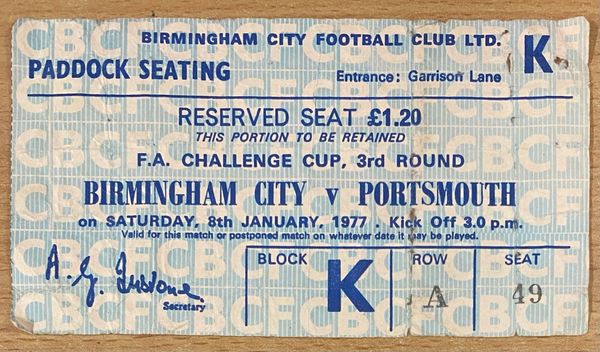 BIRMINGHAM CITY FOOTBALL CLUB LTD. K
PADDOCK SEATING Entrance: Garrison Lane
RESERVED SEAT £1.20
THIS PORTION TO BE RETAINED
F.A. CHALLENGE CUP, 3rd ROUND
BIRMINGHAM CITY v PORTSMOUTH
on SATURDAY, 8th JANUARY, 1977. Kick Off 3.0 p.m.
Valid for this match or postponed match on whatever date it may be played.
A. G.
Secretary
BLOCK K
ROW A
SEAT 49